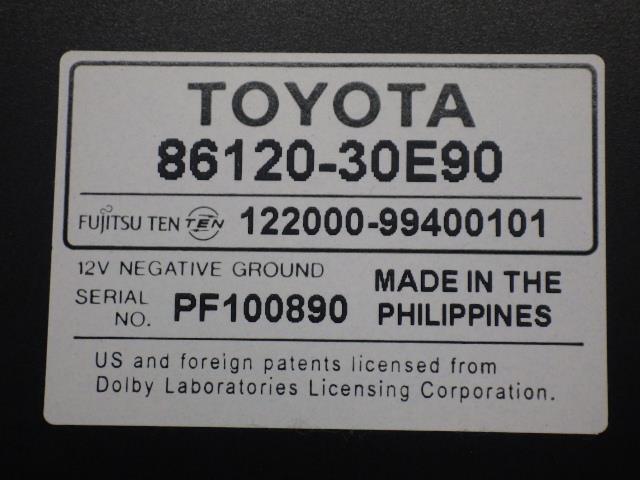 TOYOTA
86120-30E90
FUJITSU TEN TEN 122000-99400101
12V NEGATIVE GROUND
SERIAL NO. PF100890
MADE IN THE PHILIPPINES
US and foreign patents licensed from
Dolby Laboratories Licensing Corporation.